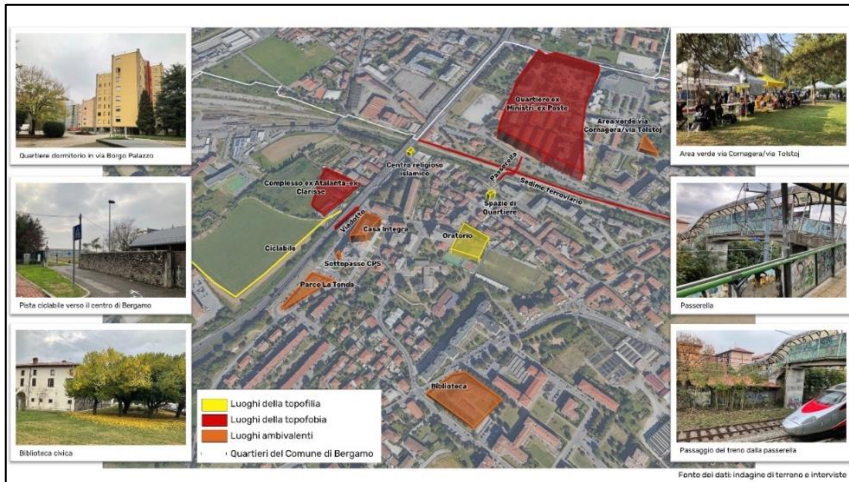 Quartiere dormitorio in via Borgo Palazzo
Pista ciclabile verso il centro di Bergamo
Biblioteca civica
Quartiere ex
Ministri-ex Poste
Area verde via
Cornagera/via Tolstoj
Centro religioso
islamico
Passerella
Sedime ferroviario
Complesso ex Atalanta-ex
Clarisse
Spazio di
Quartiere
Viadotto
Casa Integra
Oratorio
Ciclabile
Sottopasso CPS
Parco La Tonda
Biblioteca
Luoghi della topofilia
Luoghi della topofobia
Luoghi ambivalenti
Quartieri del Comune di Bergamo
Area verde via Cornagera/via Tolstoj
Passerella
Passaggio del treno dalla passerella
Fonte dei dati: indagine di terreno e interviste